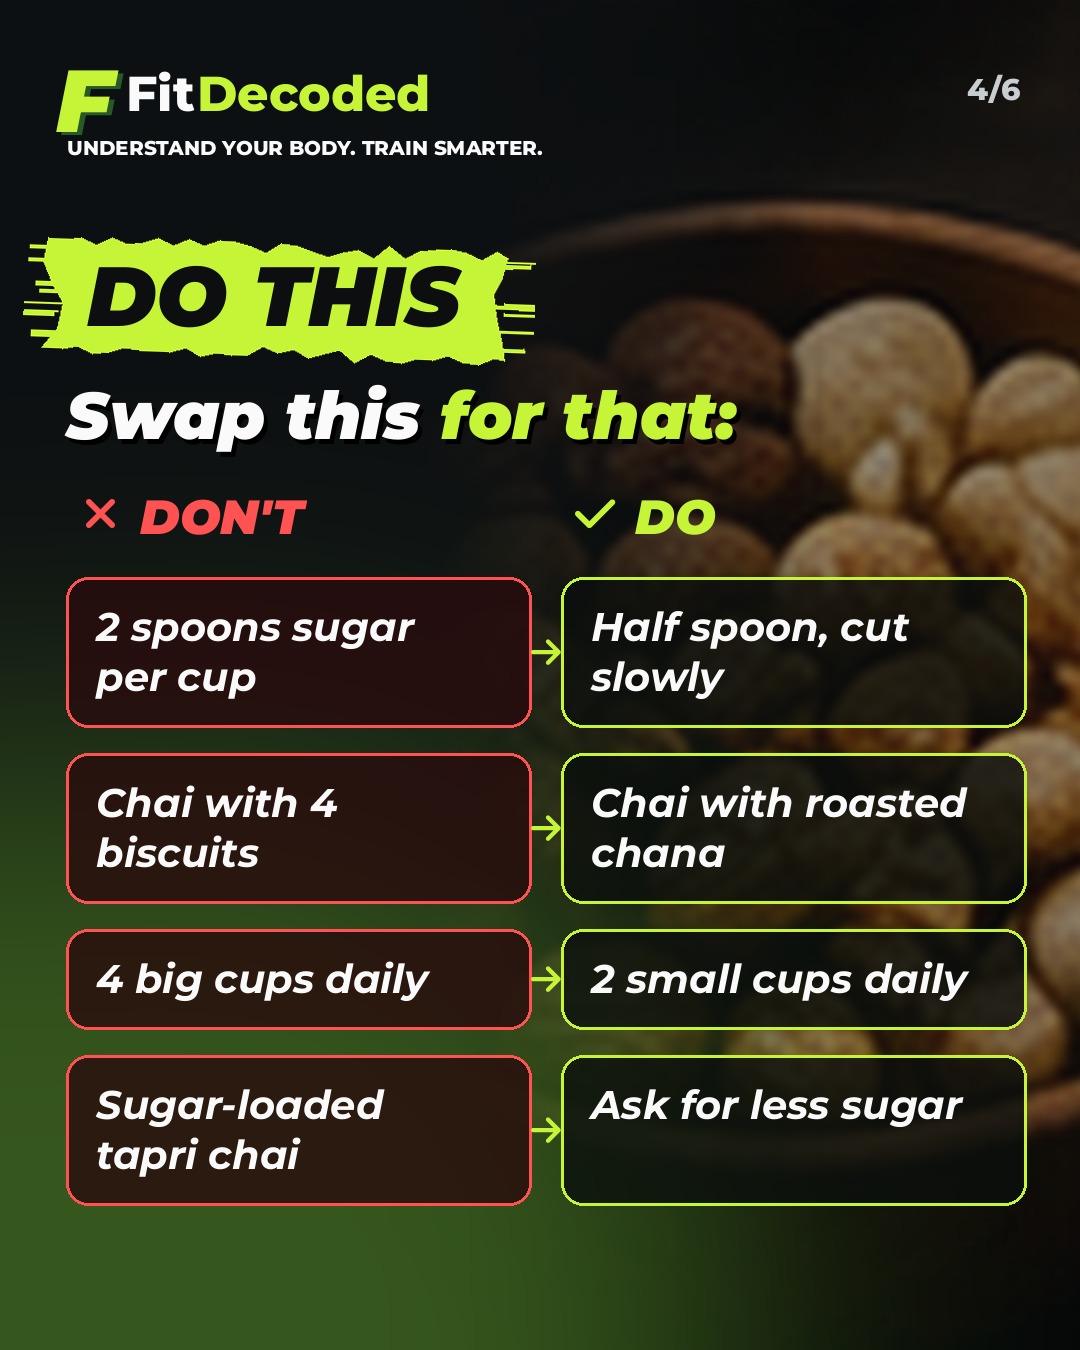 F FitDecoded
4/6
UNDERSTAND YOUR BODY. TRAIN SMARTER.
DO THIS
Swap this for that:
DON'T
DO
2 spoons sugar
per cup
Half spoon, cut
slowly
Chai with 4
biscuits
Chai with roasted
chana
4 big cups daily
2 small cups daily
Sugar-loaded
tapri chai
Ask for less sugar